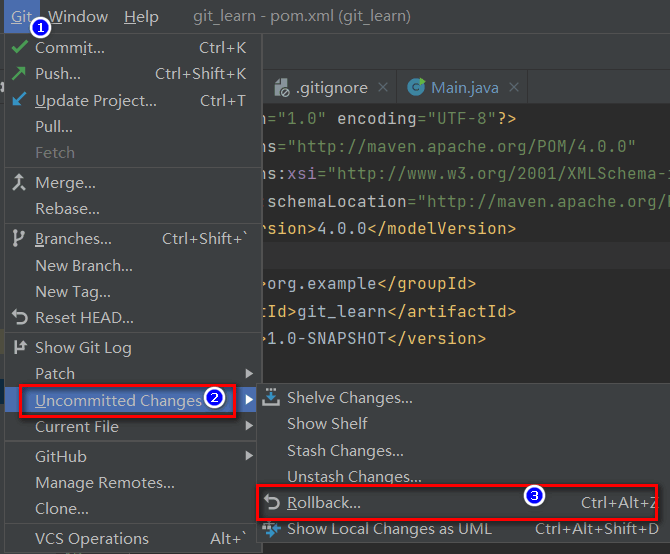 Git Window Help git_learn - pom.xml (git_learn)
1
Commit... Ctrl+K
Push... Ctrl+Shift+K
.gitignore Main.java
Update Project... Ctrl+T
="1.0" encoding="UTF-8"?>
Pull...
ns="http://maven.apache.org/POM/4.0.0"
Fetch
ns:xsi="http://www.w3.org/2001/XMLSchema-
Merge...
:schemaLocation="http://maven.apache.org/
Rebase...
ersion>4.0.0</modelVersion>
Branches... Ctrl+Shift+`
New Branch...
>org.example</groupId>
New Tag...
tId>git_learn</artifactId>
Reset HEAD...
>1.0-SNAPSHOT</version>
Show Git Log
Patch
Uncommitted Changes 2
Shelve Changes...
Current File
Show Shelf
GitHub
Stash Changes...
Manage Remotes...
Unstash Changes...
Clone...
Rollback... 3 Ctrl+Alt+Z
VCS Operations Alt+`
Show Local Changes as UML Ctrl+Alt+Shift+D